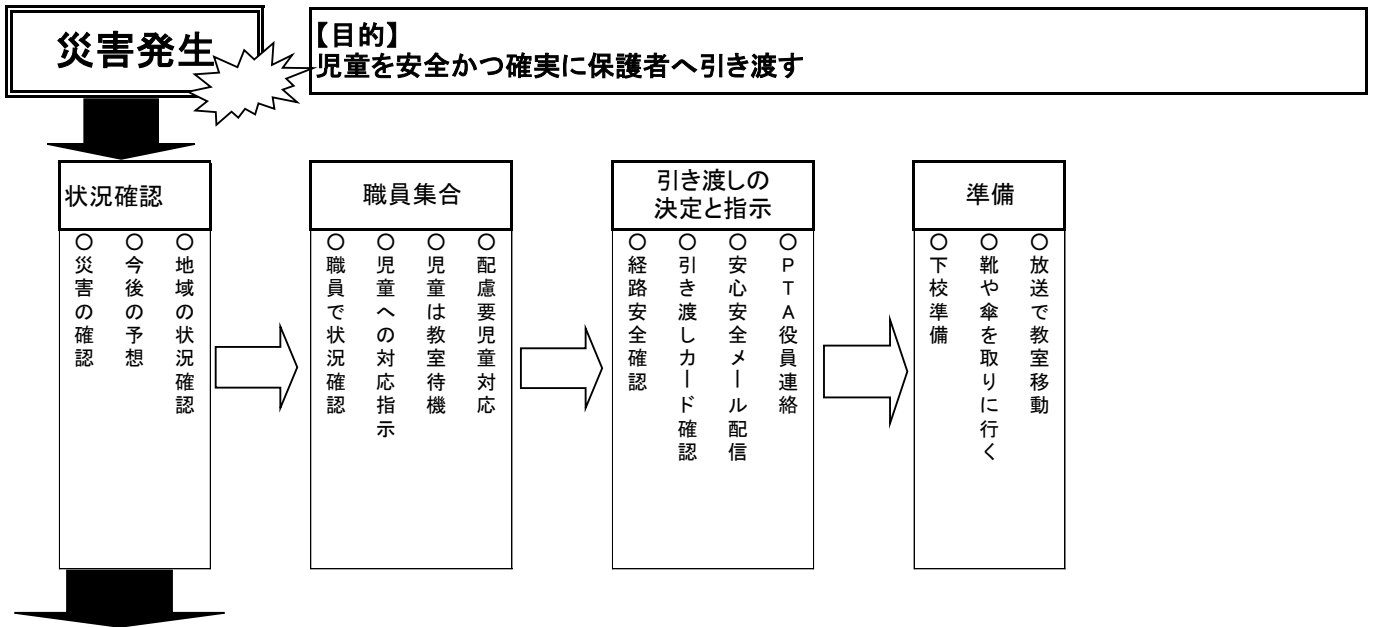 災害発生
【目的】
児童を安全かつ確実に保護者へ引き渡す
状況確認
○災害の確認
○今後の予想
○地域の状況確認
職員集合
○職員で状況確認
○児童への対応指示
○児童は教室待機
○配慮要児童対応
引き渡しの
決定と指示
○経路安全確認
○引き渡しカード確認
○安心安全メール配信
○PTA役員連絡
準備
○下校準備
○靴や傘を取りに行く
○放送で教室移動